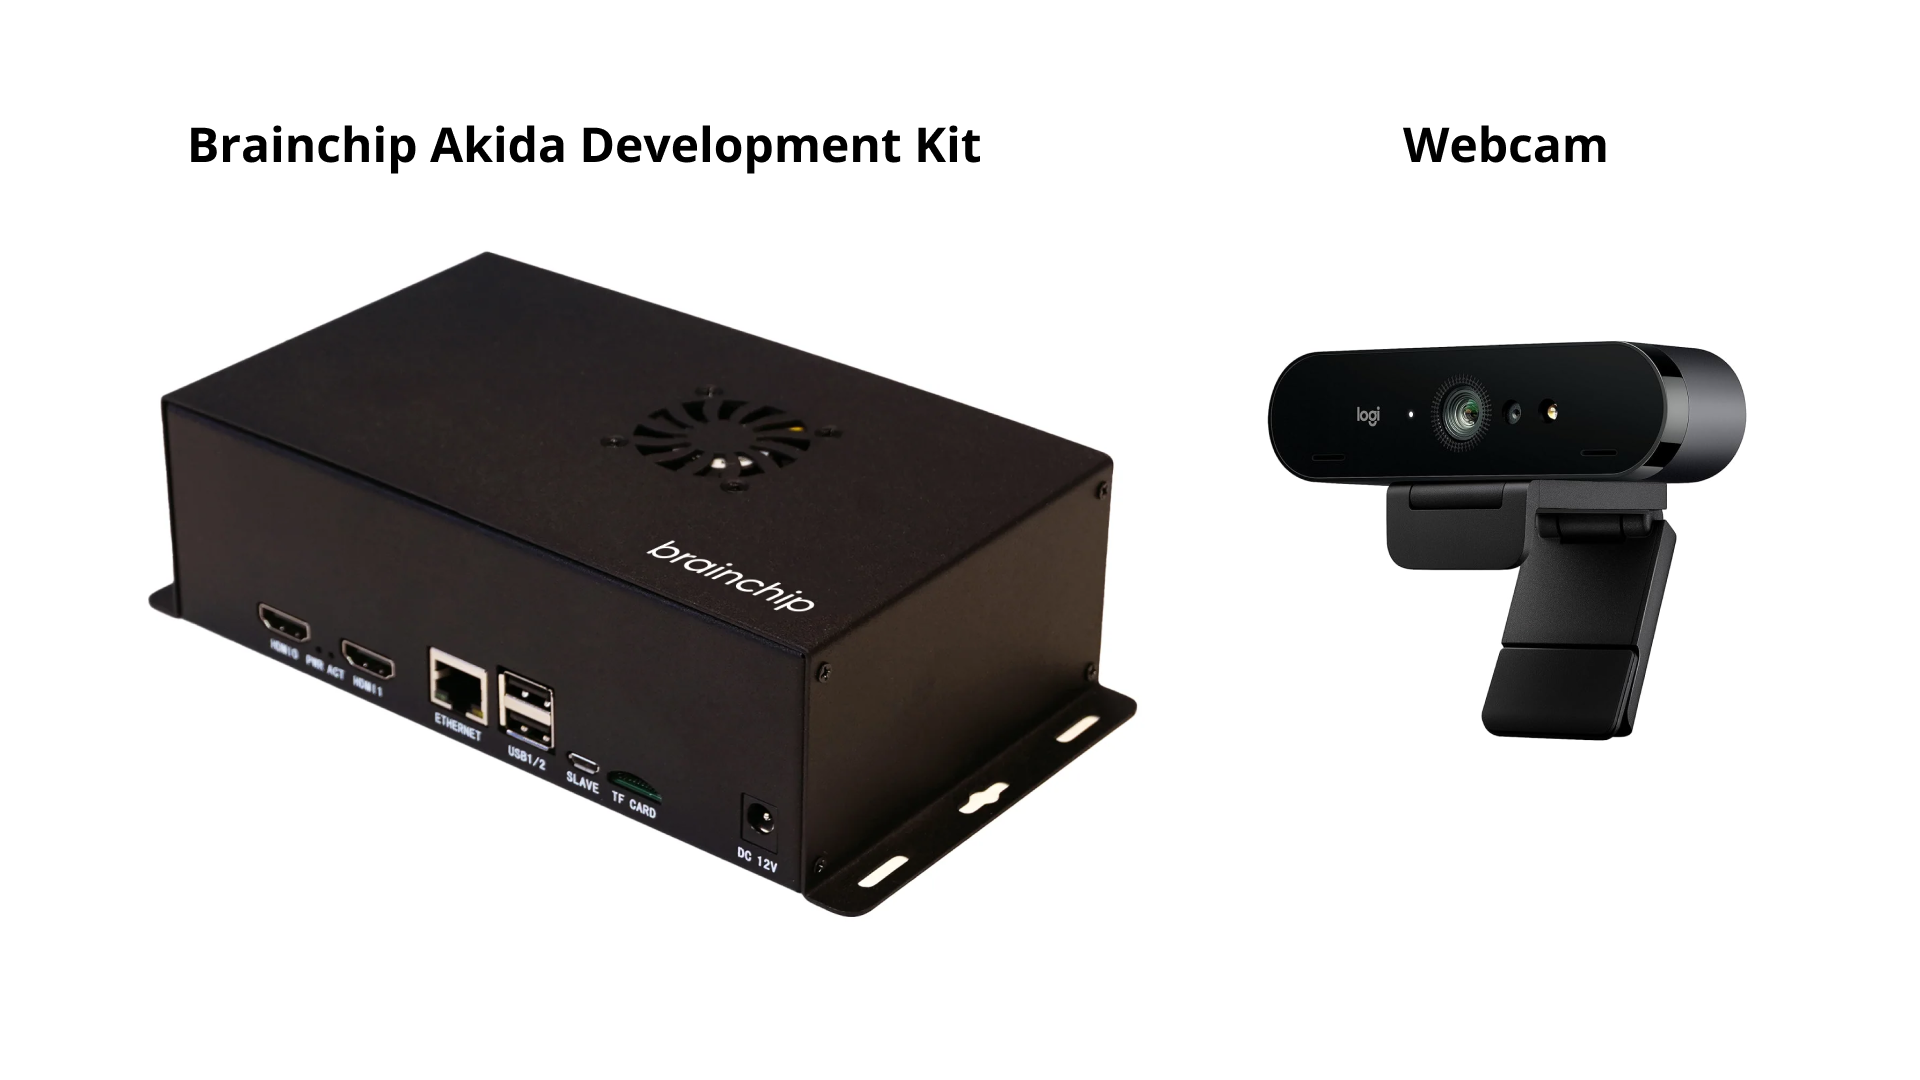 Brainchip Akida Development Kit
Webcam
brainchip
logi
HDMI0
PWR ACT
HDMI1
ETHERNET
USB1/2
SLAVE
TF CARD
DC 12V